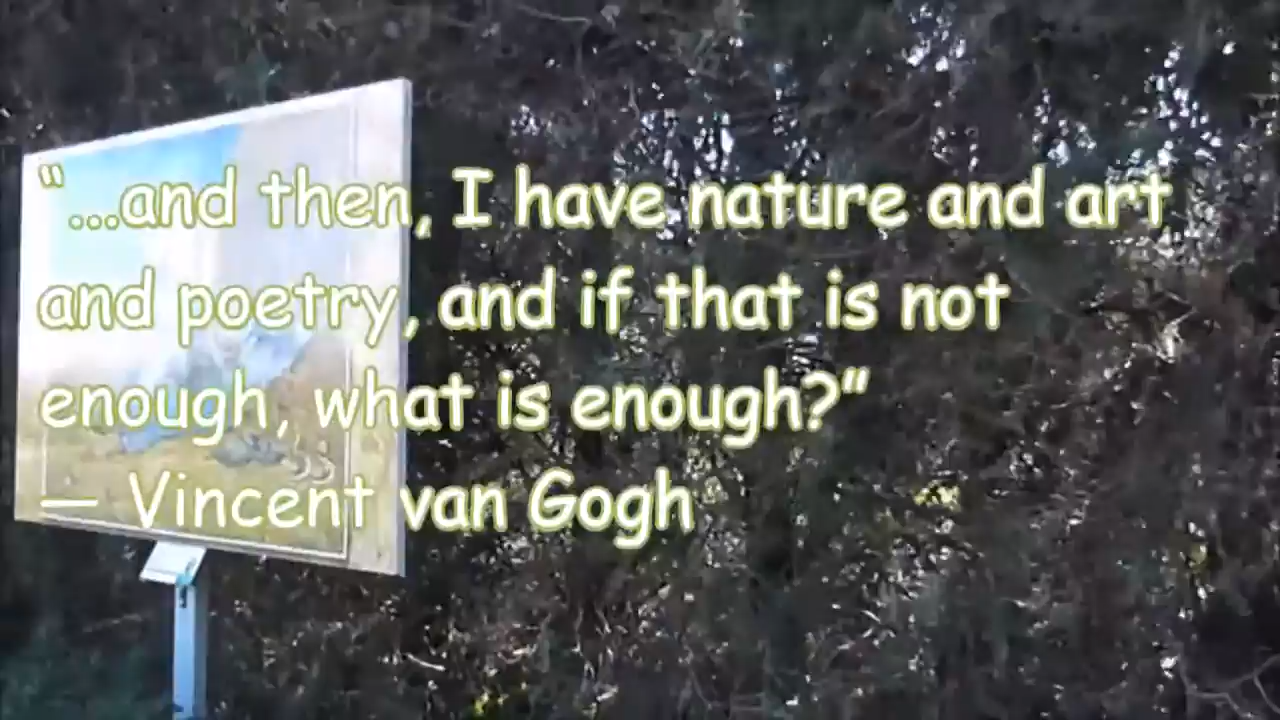 “...and then, I have nature and art
and poetry, and if that is not
enough, what is enough?”
— Vincent van Gogh